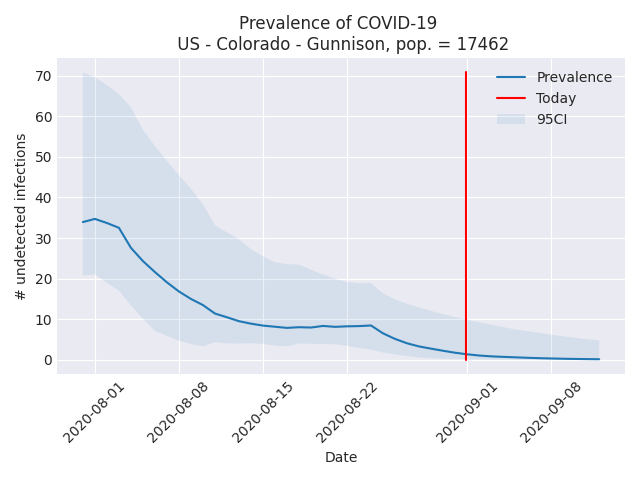 Prevalence of COVID-19
US - Colorado - Gunnison, pop. = 17462
Prevalence
Today
95CI
# undetected infections
70
60
50
40
30
20
10
0
2020-08-01
2020-08-08
2020-08-15
2020-08-22
2020-09-01
2020-09-08
Date